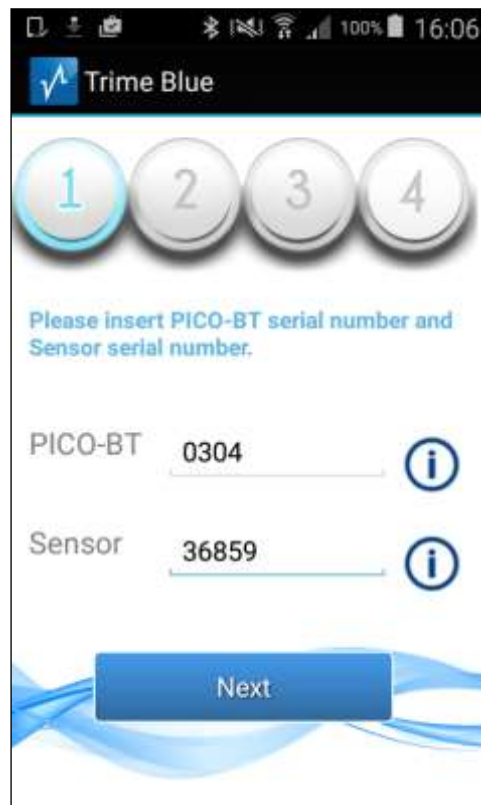 100% 16:06
Trime Blue
1 2 3 4
Please insert PICO-BT serial number and
Sensor serial number.
PICO-BT 0304
Sensor 36859
Next